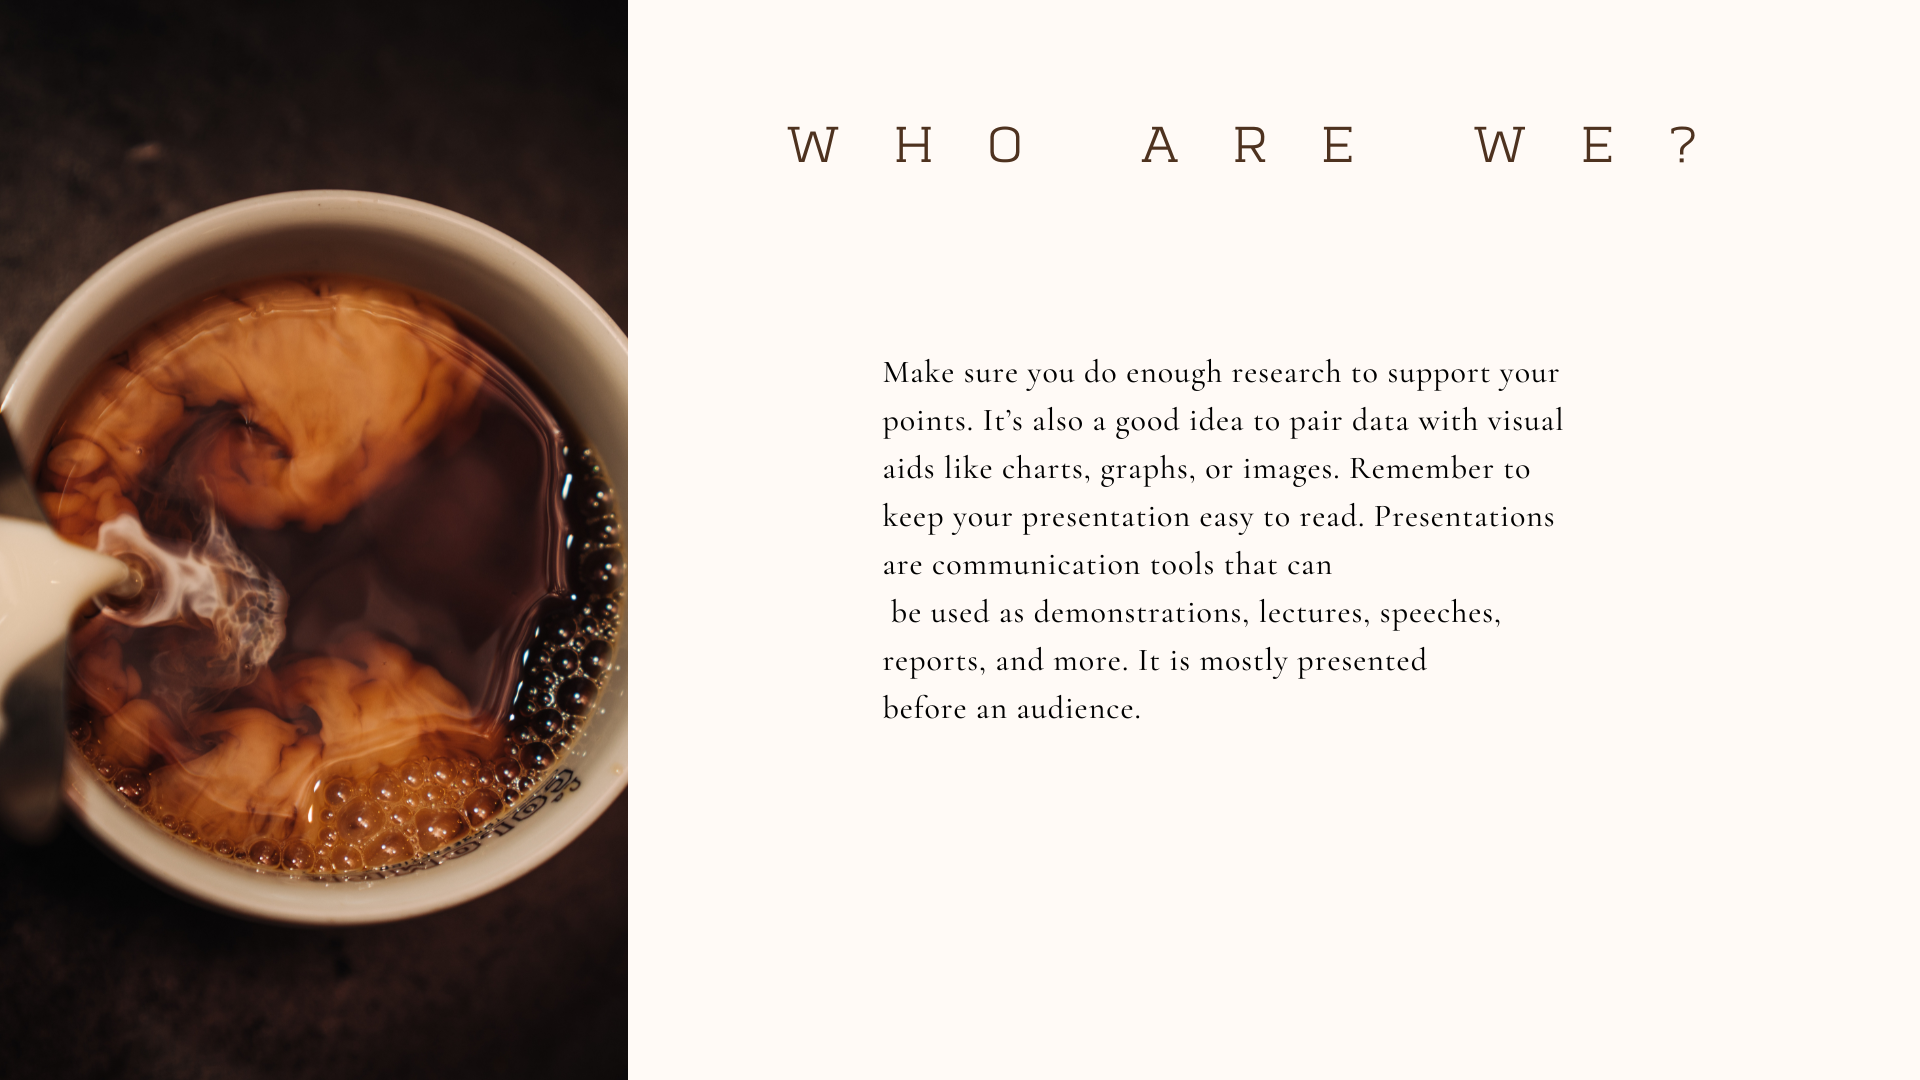 WHO ARE WE?
Make sure you do enough research to support your
points. It’s also a good idea to pair data with visual
aids like charts, graphs, or images. Remember to
keep your presentation easy to read. Presentations
are communication tools that can
be used as demonstrations, lectures, speeches,
reports, and more. It is mostly presented
before an audience.